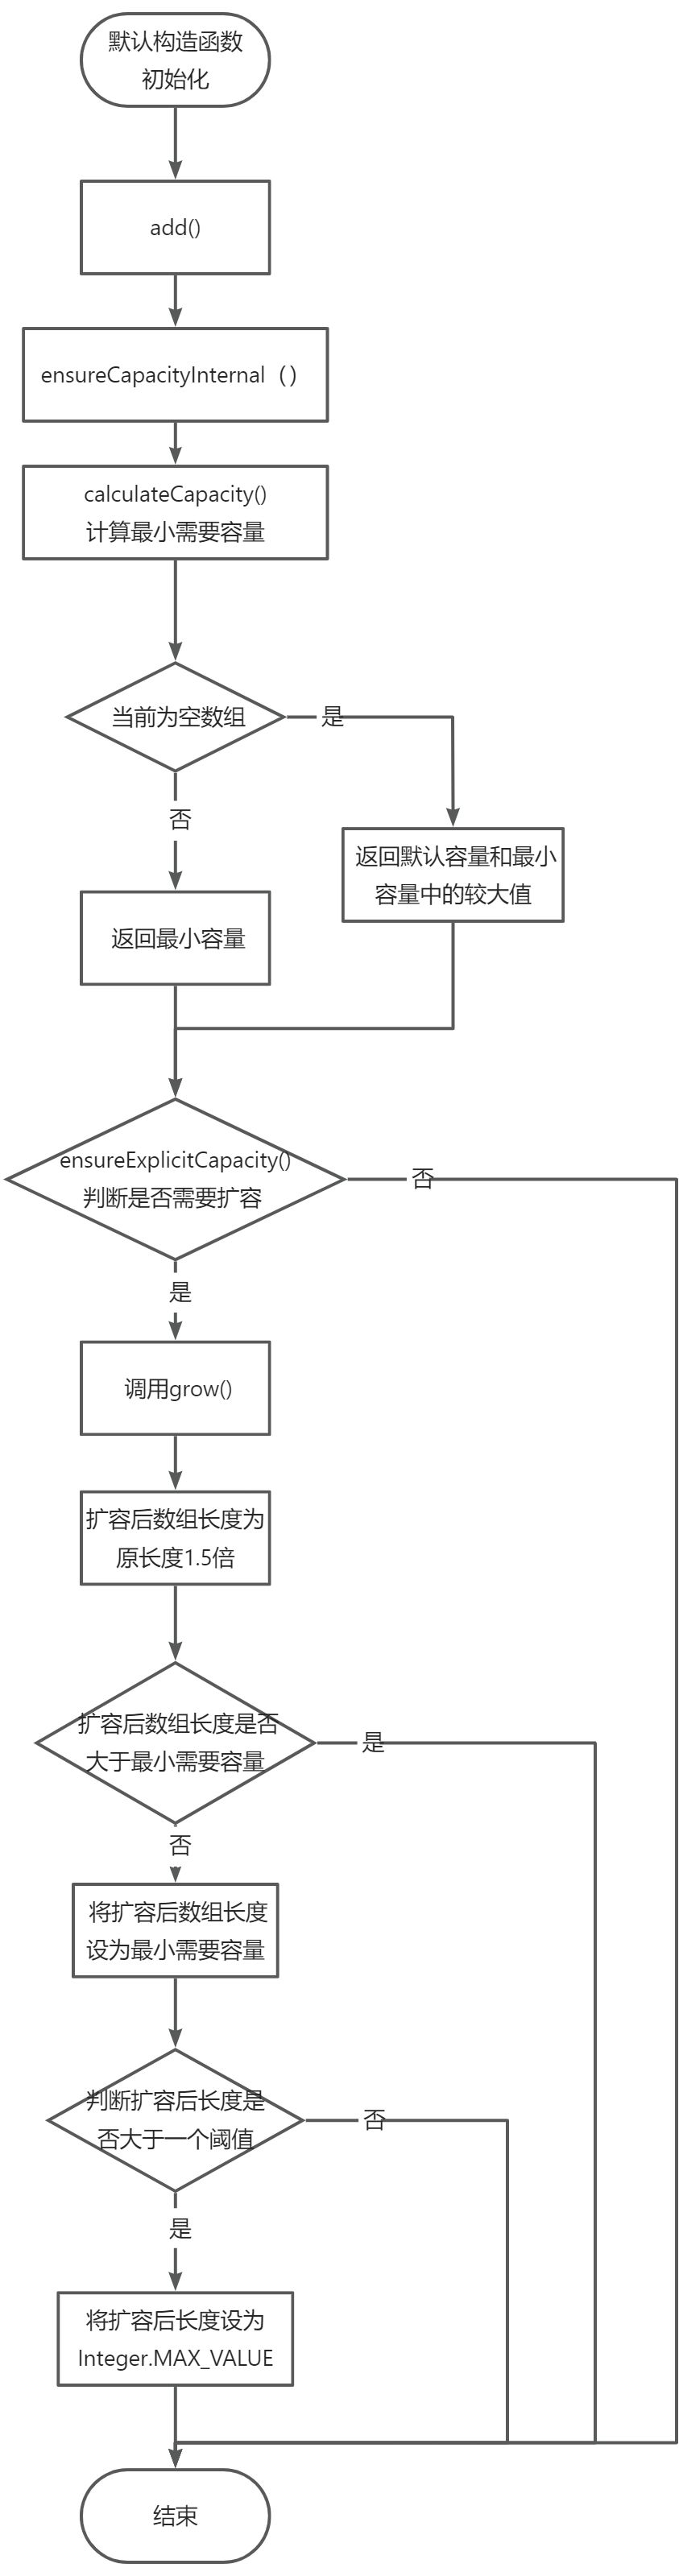 默认构造函数
初始化
add()
ensureCapacityInternal（）
calculateCapacity()
计算最小需要容量
当前为空数组
是
否
返回默认容量和最小
容量中的较大值
返回最小容量
ensureExplicitCapacity()
判断是否需要扩容
否
是
调用grow()
扩容后数组长度为
原长度1.5倍
扩容后数组长度是否
大于最小需要容量
是
否
将扩容后数组长度
设为最小需要容量
判断扩容后长度是
否大于一个阈值
否
是
将扩容后长度设为
Integer.MAX_VALUE
结束